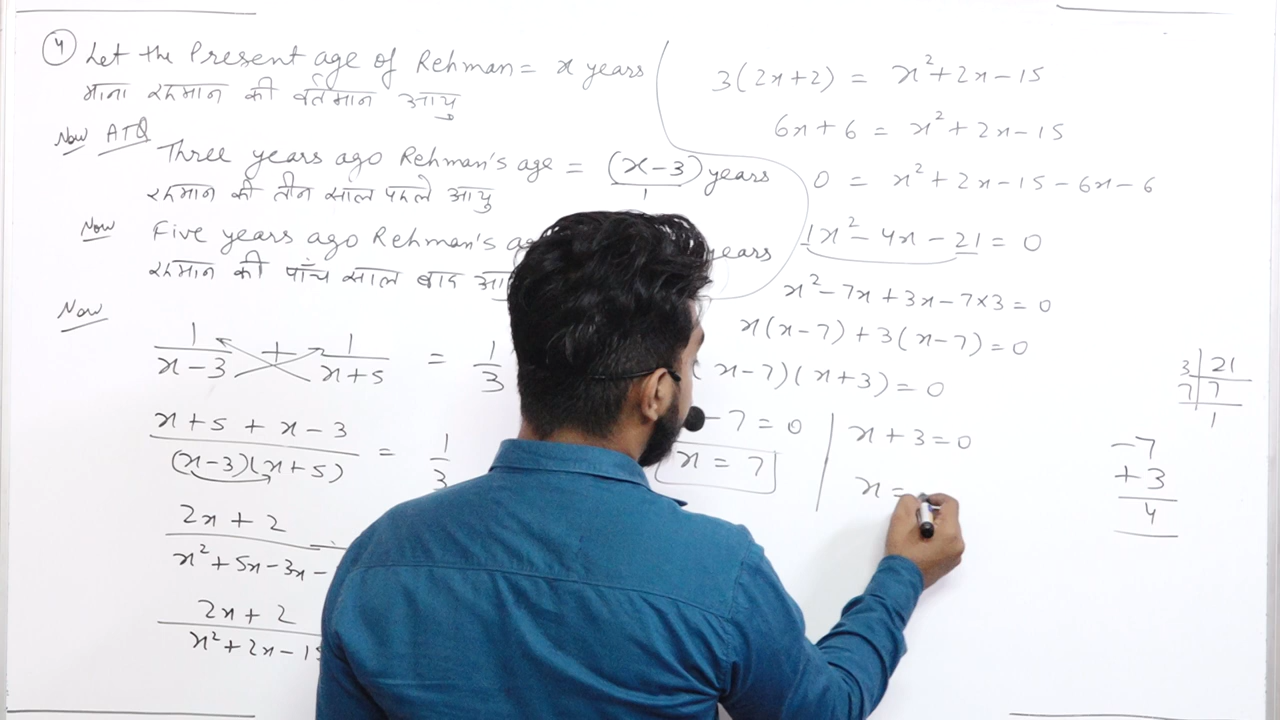 4 Let the Present age of Rehman = x years
माना रहमान की वर्तमान आयु
Now ATQ
Three years ago Rehman's age = (x-3) years
1
रहमान की तीन साल पहले आयु
Now Five years ago Rehman's years
रहमान की पाँच साल बाद
Now
1/(x-3) + 1/(x+5) = 1/3
(x+5+x-3)/((x-3)(x+5)) = 1/3
2x+2
x²+5x-3x-
2x+2
x²+2x-15
3(2x+2) = x²+2x-15
6x+6 = x²+2x-15
0 = x²+2x-15-6x-6
1x²-4x-21=0
x²-7x+3x-7×3=0
x(x-7)+3(x-7)=0
x-7)(x+3)=0
-7=0
x=7
x+3=0
x=
3 21
7 7
1
-7
+3
4